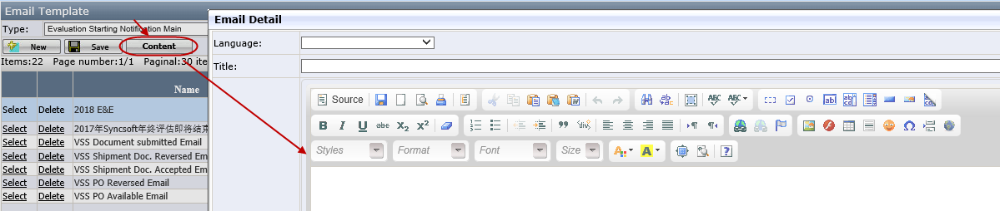 Email Template
Type: Evaluation Starting Notification Main
New Save Content
Items:22 Page number:1/1 Paginal:30 ite
Name
Select Delete 2018 E&E
Select Delete 2017年Syncsoft年终评估即将结束
Select Delete VSS Document submitted Email
Select Delete VSS Shipment Doc. Reversed Em
Select Delete VSS Shipment Doc. Accepted Em
Select Delete VSS PO Reversed Email
Select Delete VSS PO Available Email
Email Detail
Language:
Title:
Source
B I U abc X₂ X²
Styles Format Font Size A A